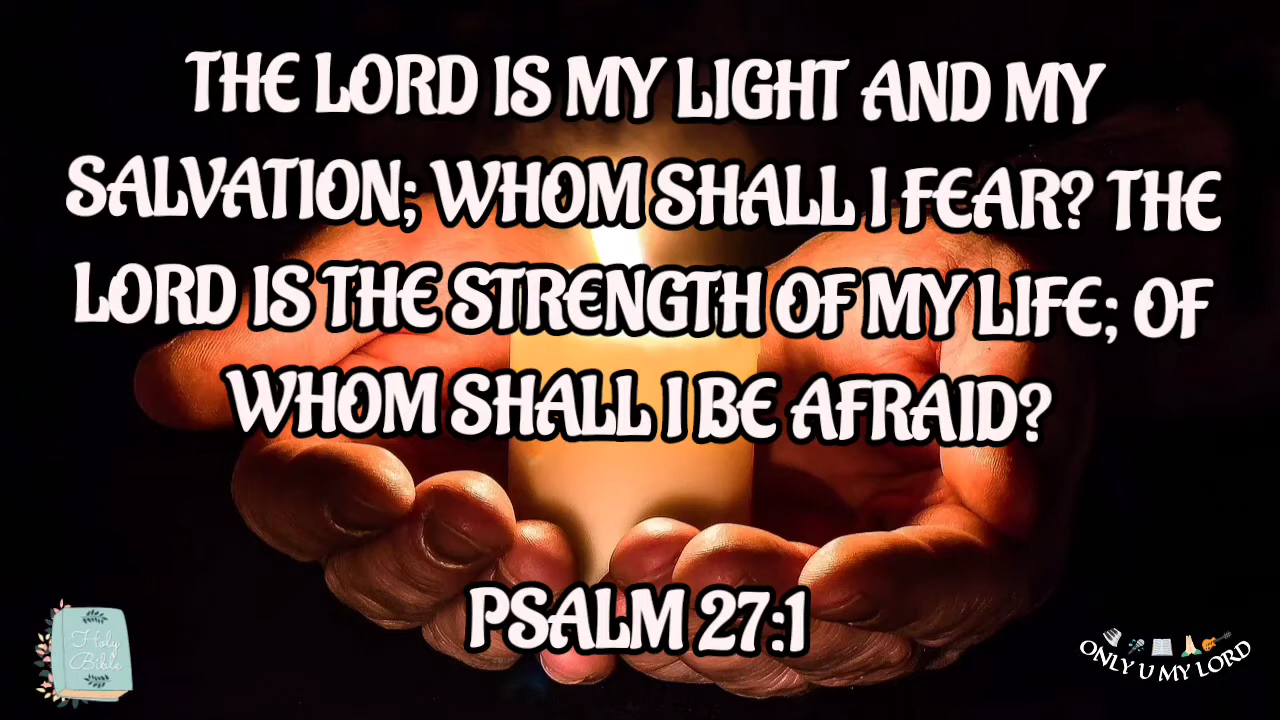 THE LORD IS MY LIGHT AND MY
SALVATION; WHOM SHALL I FEAR? THE
LORD IS THE STRENGTH OF MY LIFE; OF
WHOM SHALL I BE AFRAID?
PSALM 27:1
Holy
Bible
ONLY U MY LORD